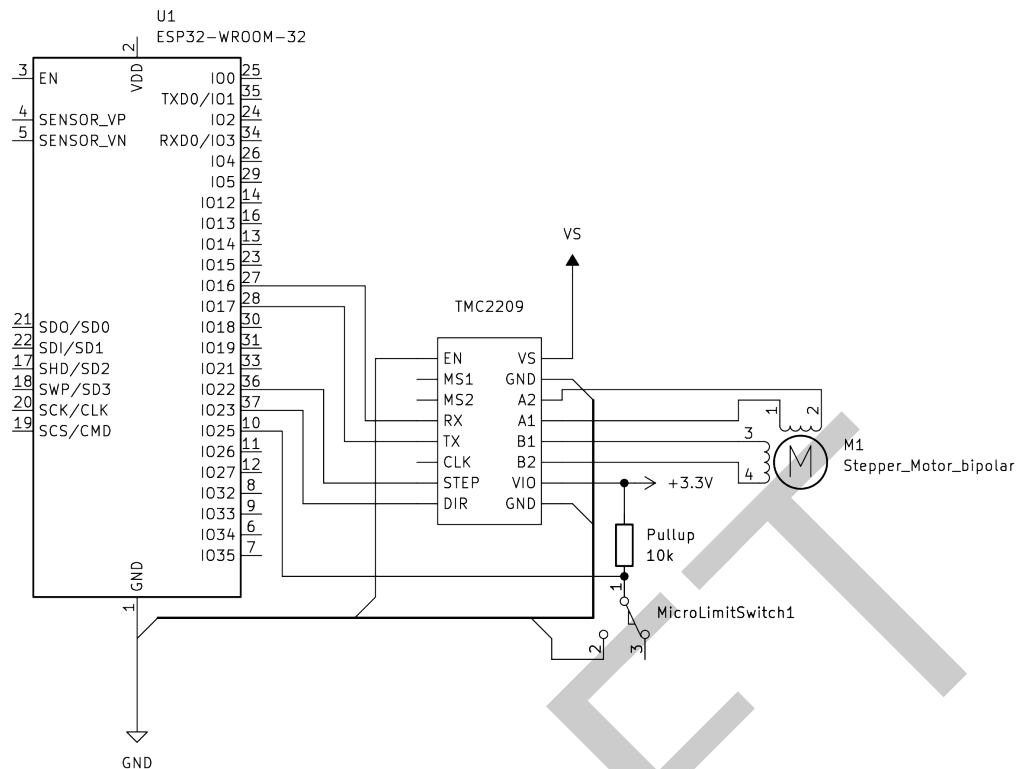 U1
ESP32-WROOM-32
2
VDD
3 EN
4 SENSOR_VP
5 SENSOR_VN
21 SDO/SD0
22 SDI/SD1
17 SHD/SD2
18 SWP/SD3
20 SCK/CLK
19 SCS/CMD
IO0 25
TXD0/IO1 35
IO2 24
RXD0/IO3 34
IO4 26
IO5 29
IO12 14
IO13 16
IO14 13
IO15 23
IO16 27
IO17 28
IO18 30
IO19 31
IO21 33
IO22 36
IO23 37
IO25 10
IO26 11
IO27 12
IO32 8
IO33 9
IO34 6
IO35 7
GND
1
GND
VS
TMC2209
EN VS
MS1 GND
MS2 A2
RX A1
TX B1
CLK B2
STEP VIO
DIR GND
1 2
3
4
M
M1
Stepper_Motor_bipolar
+3.3V
Pullup
10k
1
MicroLimitSwitch1
2 3
ET